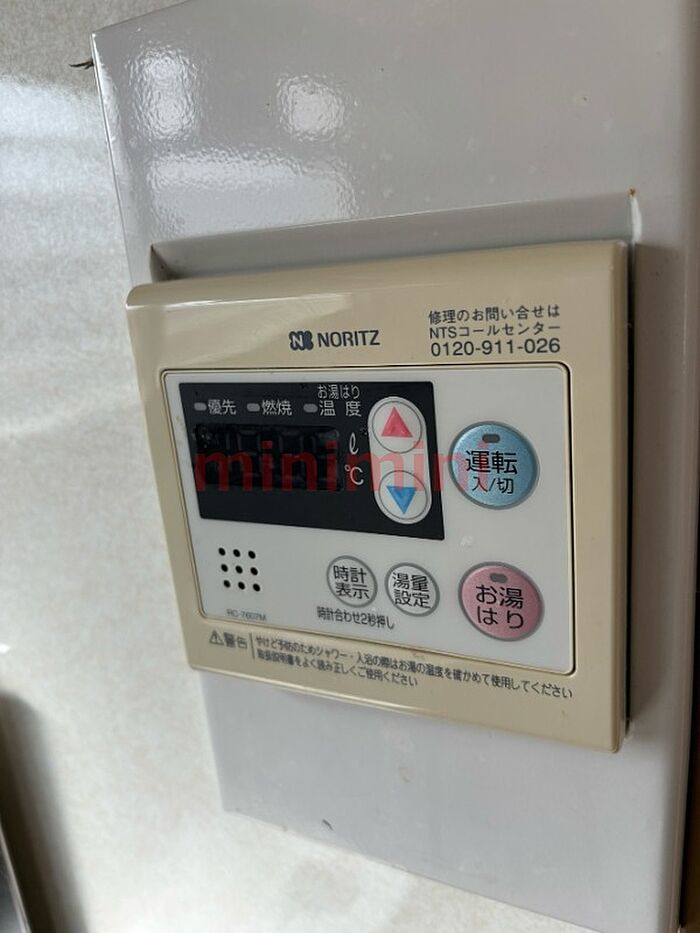 NORITZ
修理のお問い合せは
NTSコールセンター
0120-911-026
お湯はり
優先 燃焼 温度
ℓ
℃
minimini
運転
入/切
時計
表示
湯量
設定
お湯
はり
時計合わせ2秒押し
RC-7607M
⚠警告
やけど予防のためシャワー・入浴の際はお湯の温度を確かめて使用してください
取扱説明書をよく読み正しくご使用ください